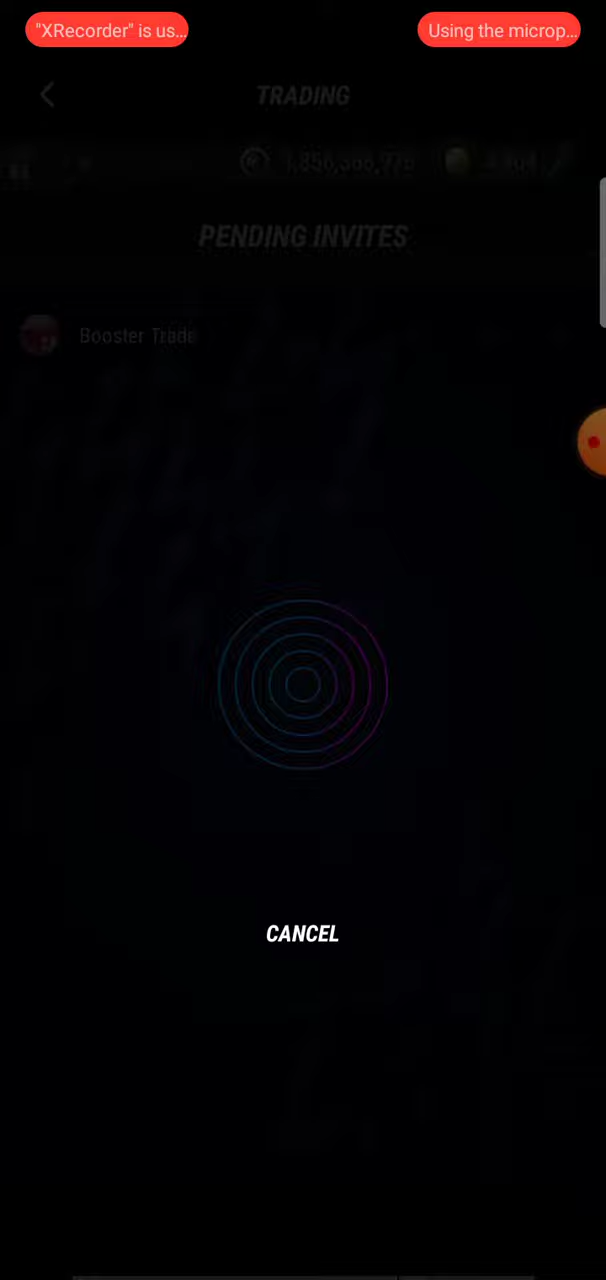 "XRecorder" is us...
Using the microp...
TRADING
PENDING INVITES
Booster Trade
CANCEL